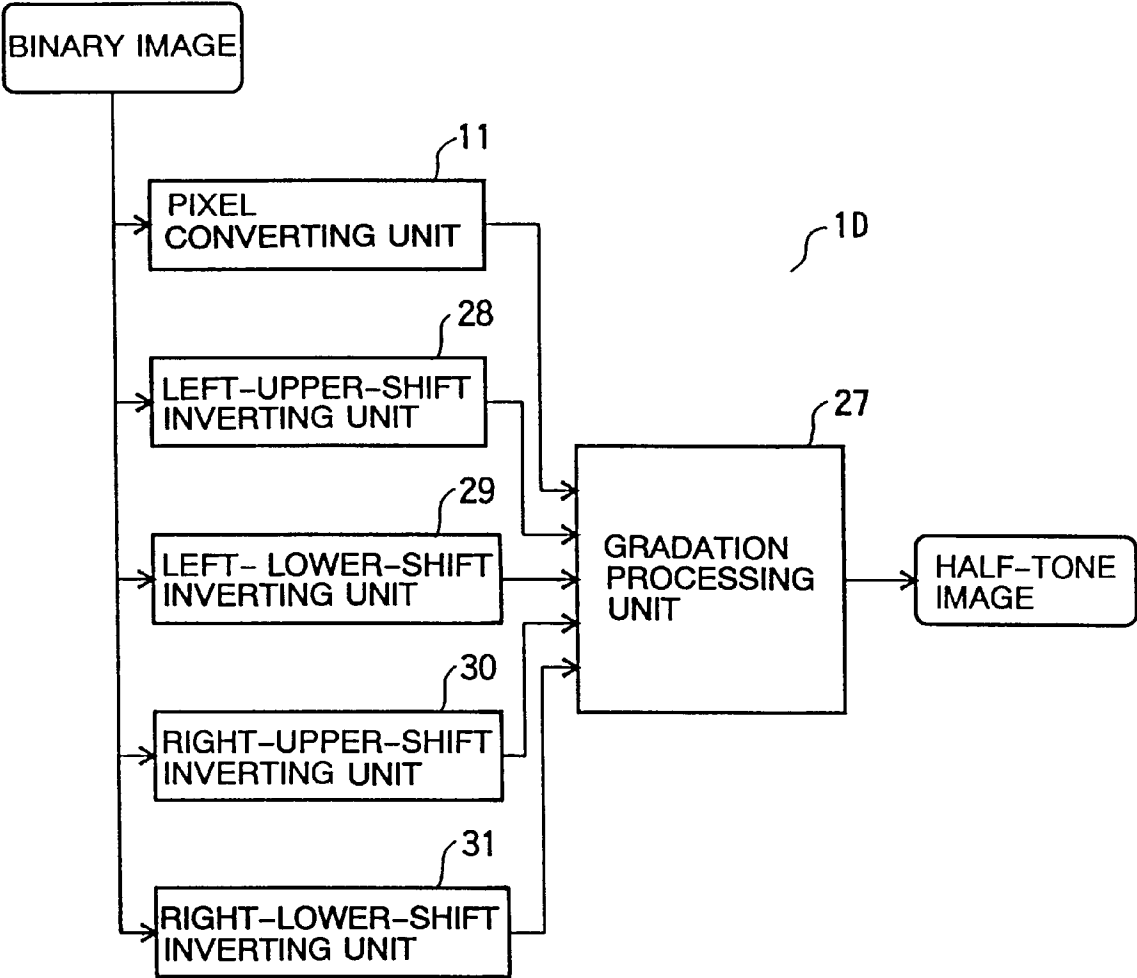 BINARY IMAGE
11
PIXEL
CONVERTING UNIT
1D
28
LEFT-UPPER-SHIFT
INVERTING UNIT
27
29
LEFT- LOWER-SHIFT
INVERTING UNIT
GRADATION
PROCESSING
UNIT
HALF-TONE
IMAGE
30
RIGHT-UPPER-SHIFT
INVERTING UNIT
31
RIGHT-LOWER-SHIFT
INVERTING UNIT